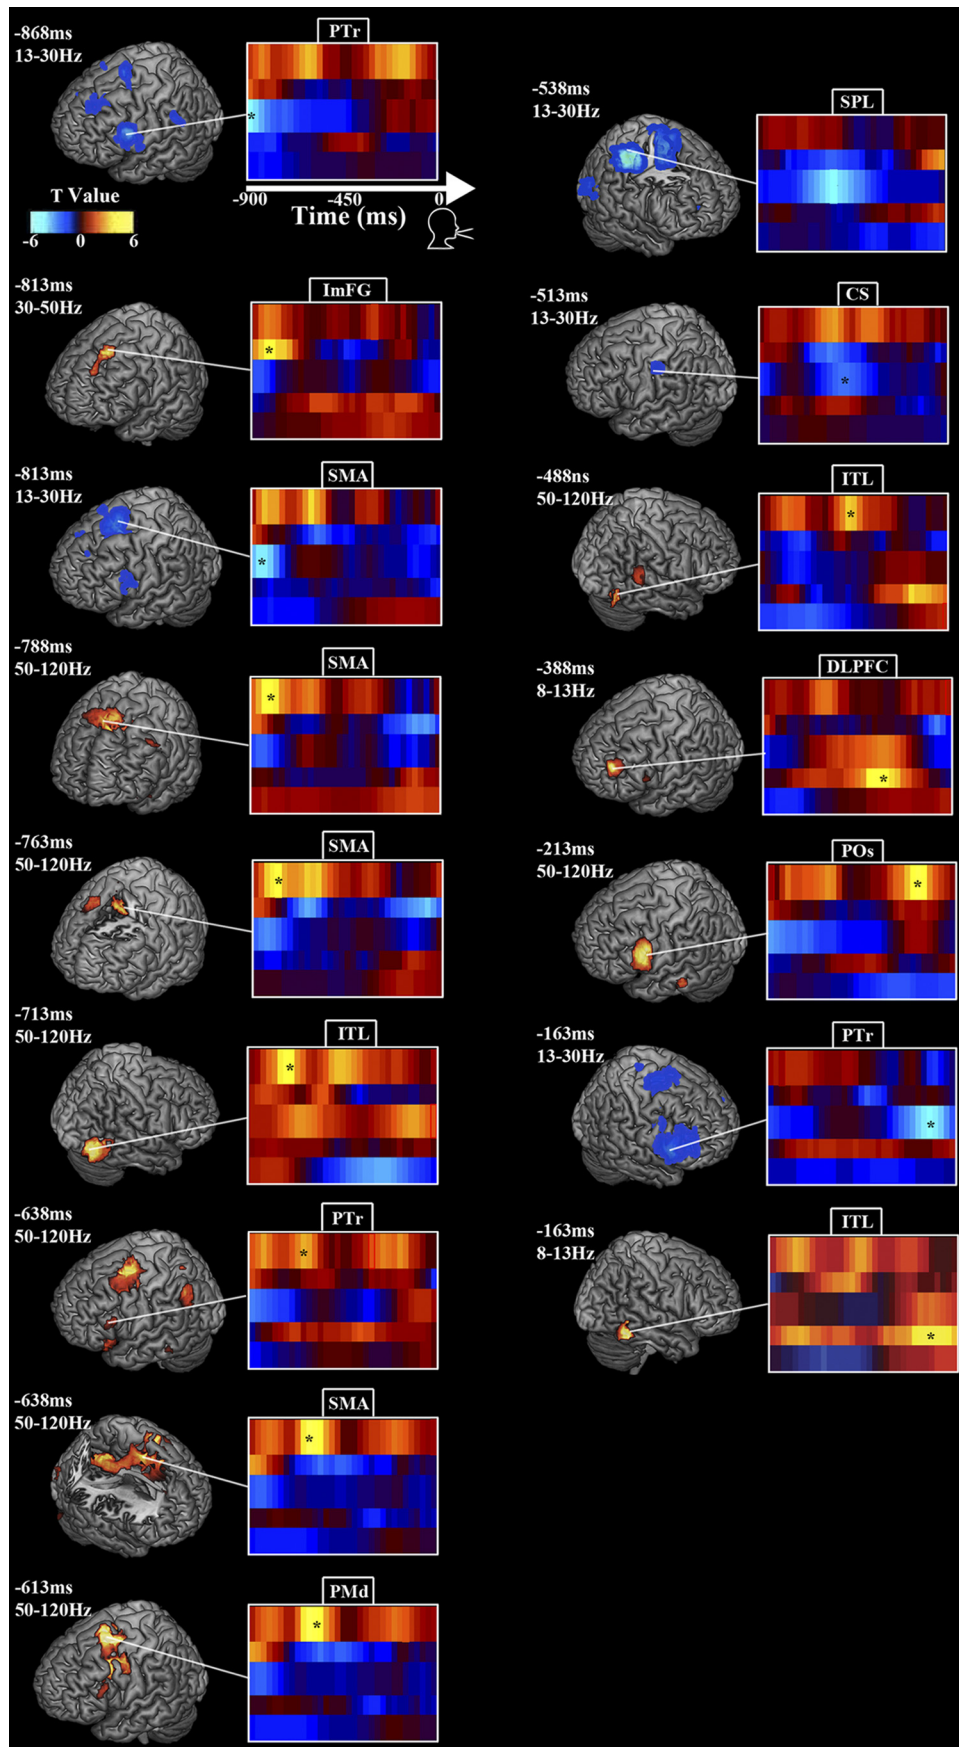 -868ms
13-30Hz
PTr
*
T Value
-6 0 6
-900 -450 0
Time (ms)
-813ms
30-50Hz
ImFG
*
-813ms
13-30Hz
SMA
*
-788ms
50-120Hz
SMA
*
-763ms
50-120Hz
SMA
*
-713ms
50-120Hz
ITL
*
-638ms
50-120Hz
PTr
*
-638ms
50-120Hz
SMA
*
-613ms
50-120Hz
PMd
*
-538ms
13-30Hz
SPL
-513ms
13-30Hz
CS
*
-488ns
50-120Hz
ITL
*
-388ms
8-13Hz
DLPFC
*
-213ms
50-120Hz
POs
*
-163ms
13-30Hz
PTr
*
-163ms
8-13Hz
ITL
*